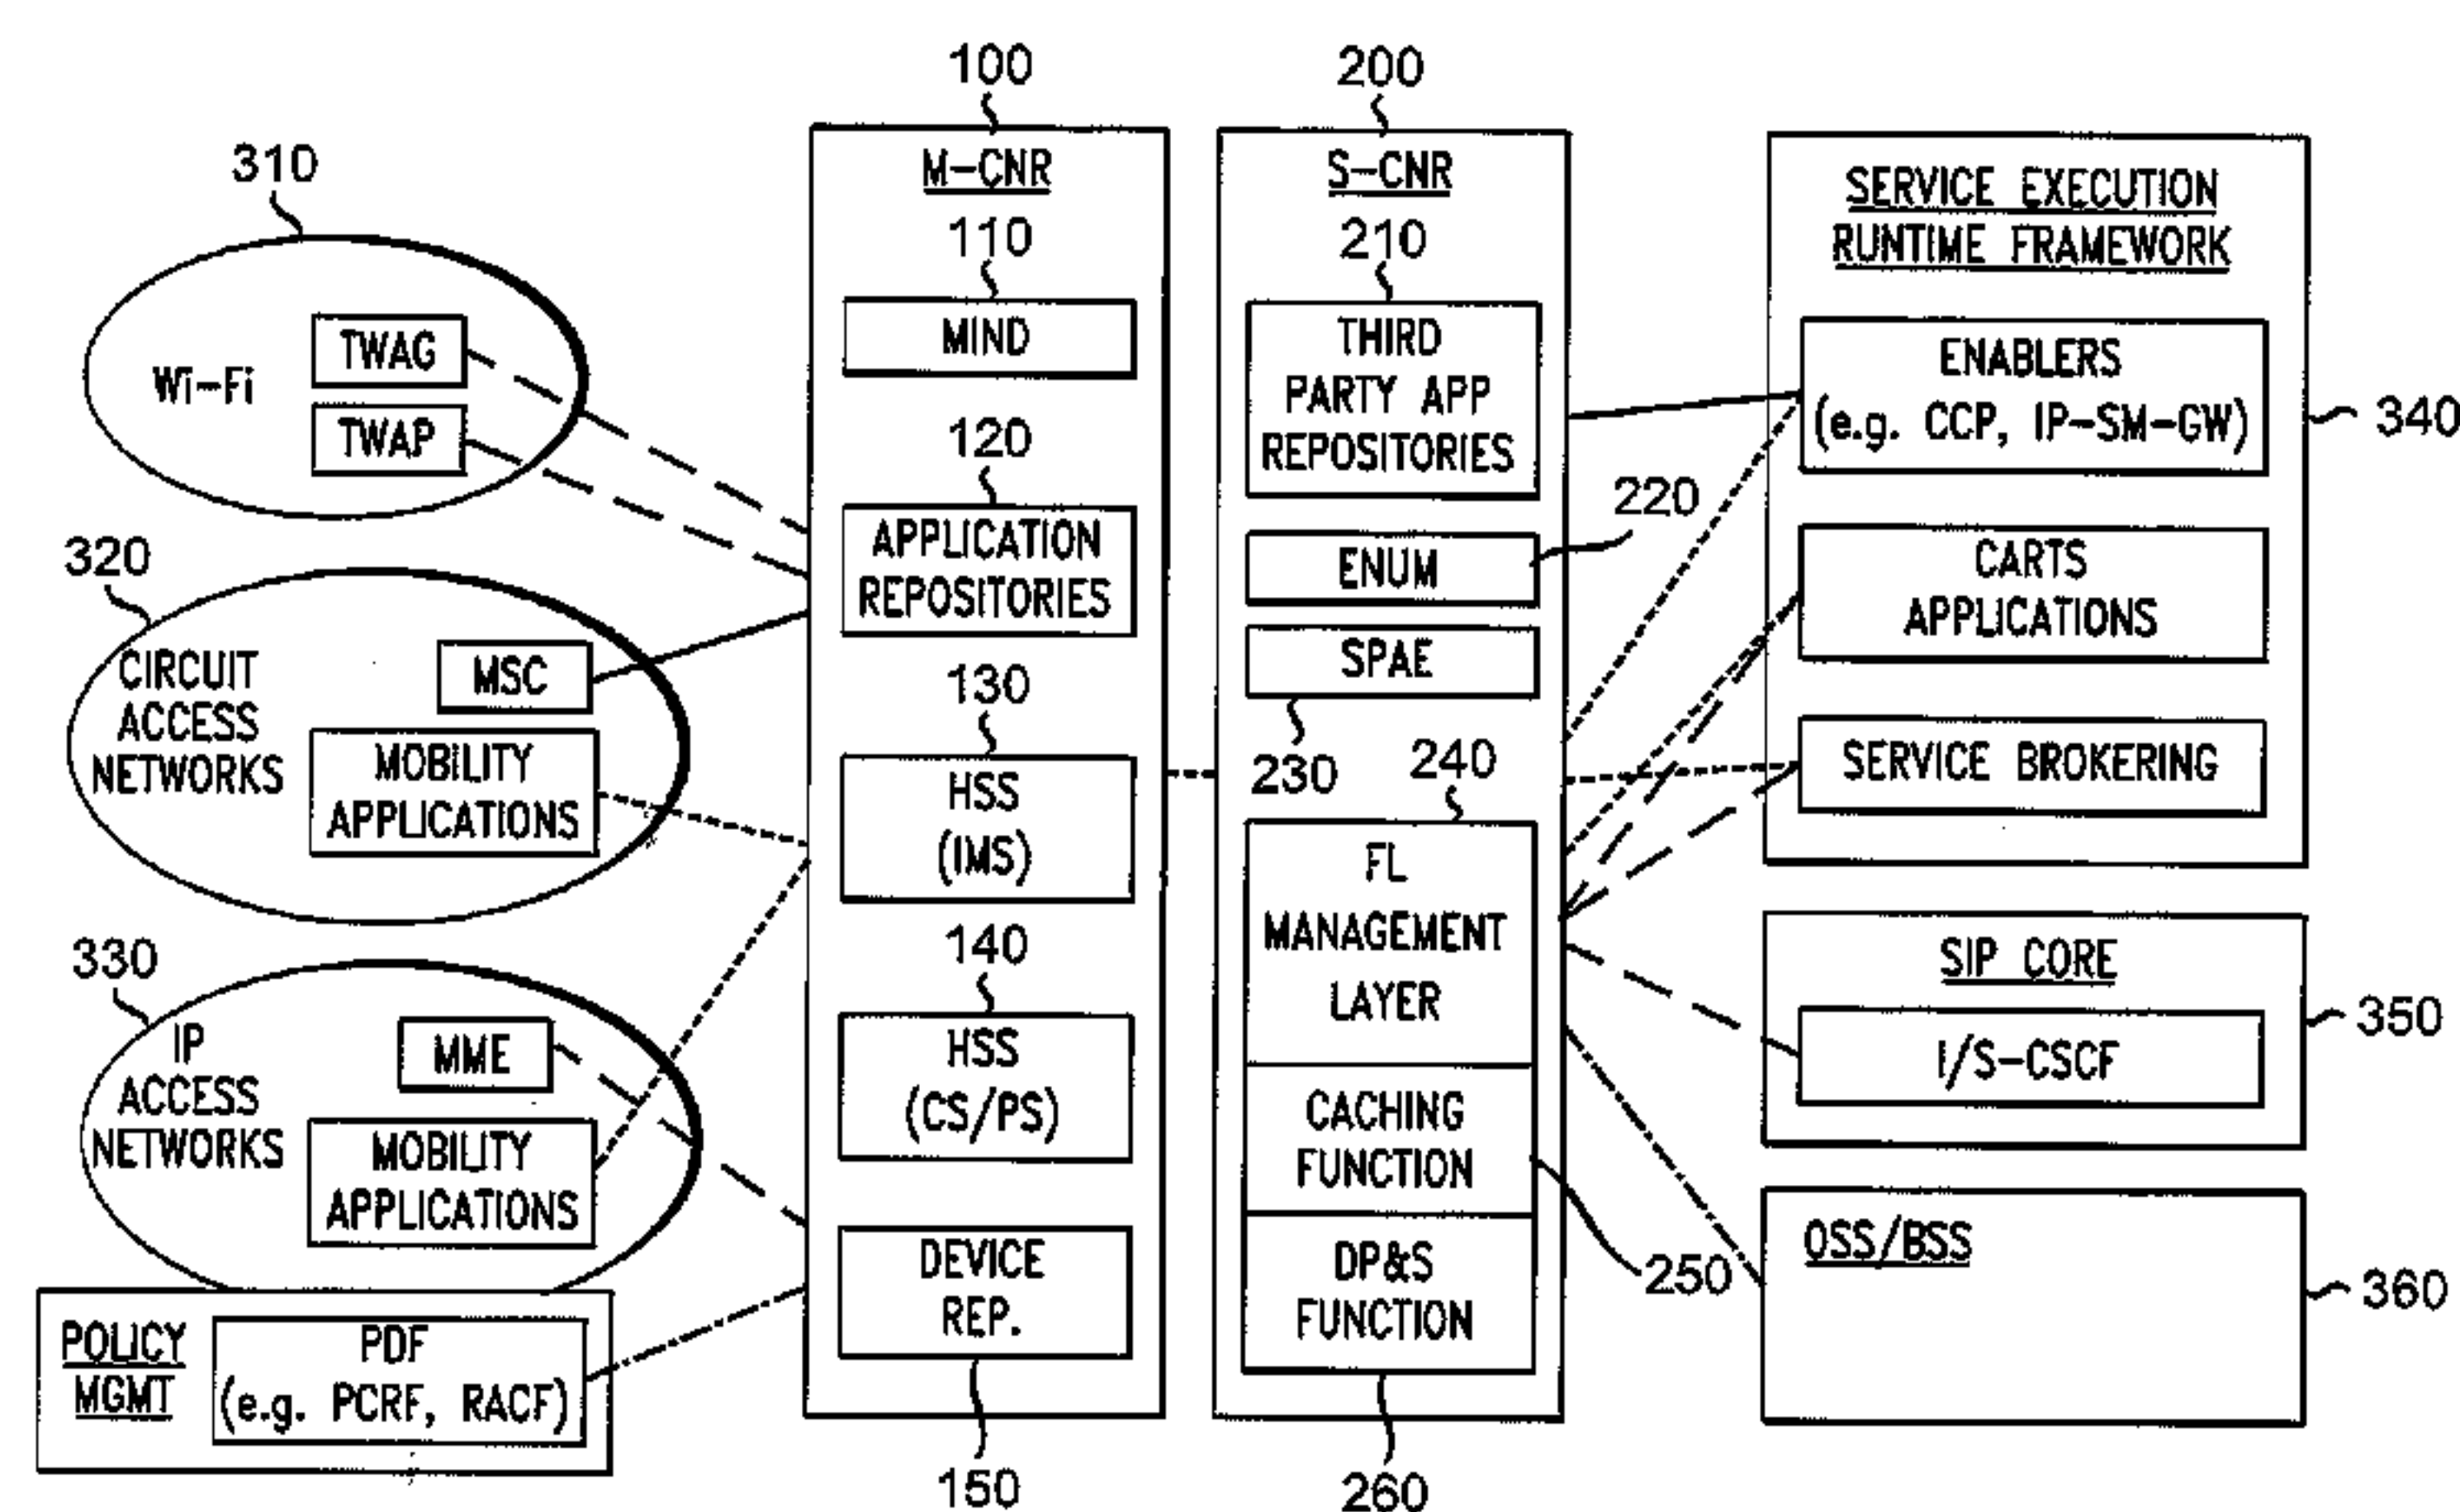 310
Wi-Fi
TWAG
TWAP
320
CIRCUIT
ACCESS
NETWORKS
MSC
MOBILITY
APPLICATIONS
330
IP
ACCESS
NETWORKS
MME
MOBILITY
APPLICATIONS
POLICY
MGMT
PDF
(e.g. PCRF, RACF)
100
M-CNR
110
MIND
120
APPLICATION
REPOSITORIES
130
HSS
(IMS)
140
HSS
(CS/PS)
DEVICE
REP.
150
200
S-CNR
210
THIRD
PARTY APP
REPOSITORIES
220
ENUM
SPAE
230
240
FL
MANAGEMENT
LAYER
CACHING
FUNCTION
250
DP&S
FUNCTION
260
SERVICE EXECUTION
RUNTIME FRAMEWORK
ENABLERS
(e.g. CCP, IP-SM-GW)
340
CARTS
APPLICATIONS
SERVICE BROKERING
SIP CORE
I/S-CSCF
350
OSS/BSS
360